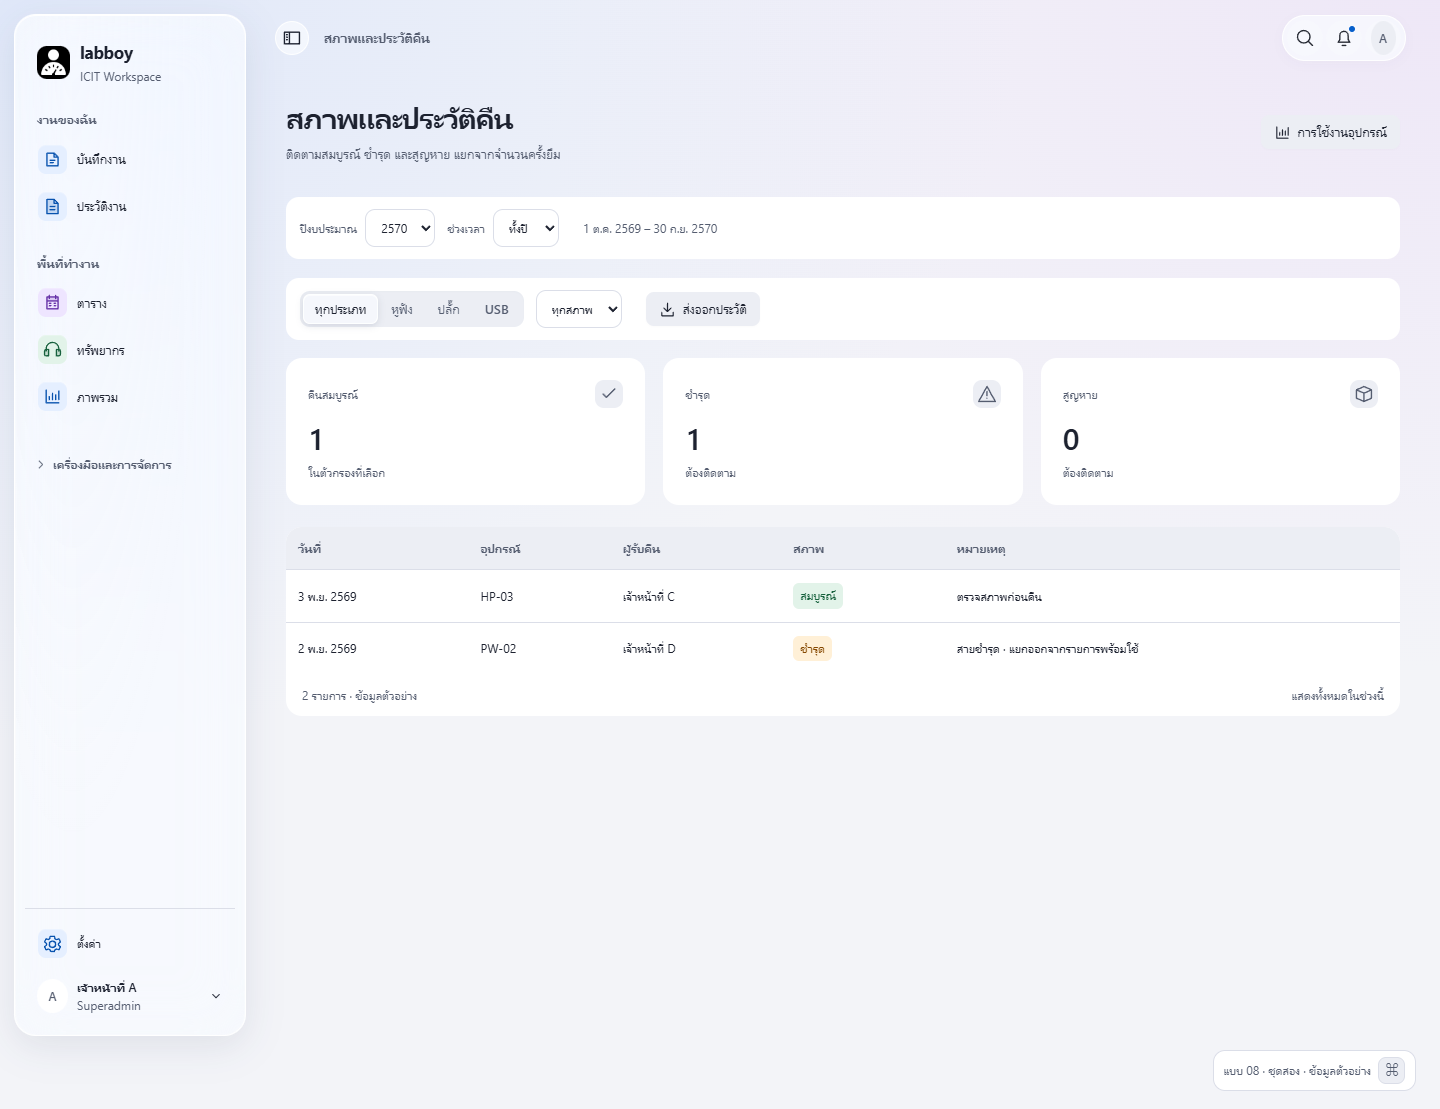 labboy
ICIT Workspace
งานของฉัน
บันทึกงาน
ประวัติงาน
พื้นที่ทำงาน
ตาราง
ทรัพยากร
ภาพรวม
เครื่องมือและการจัดการ
ตั้งค่า
A
เจ้าหน้าที่ A
Superadmin
สภาพและประวัติคืน
A
สภาพและประวัติคืน
ติดตามสมบูรณ์ ชำรุด และสูญหาย แยกจากจำนวนครั้งยืม
การใช้งานอุปกรณ์
ปีงบประมาณ 2570 ช่วงเวลา ทั้งปี 1 ต.ค. 2569 – 30 ก.ย. 2570
ทุกประเภท หูฟัง ปลั๊ก USB ทุกสภาพ ส่งออกประวัติ
คืนสมบูรณ์
1
ในตัวกรองที่เลือก
ชำรุด
1
ต้องติดตาม
สูญหาย
0
ต้องติดตาม
วันที่ อุปกรณ์ ผู้รับคืน สภาพ หมายเหตุ
3 พ.ย. 2569 HP-03 เจ้าหน้าที่ C สมบูรณ์ ตรวจสภาพก่อนคืน
2 พ.ย. 2569 PW-02 เจ้าหน้าที่ D ชำรุด สายชำรุด · แยกออกจากรายการพร้อมใช้
2 รายการ · ข้อมูลตัวอย่าง แสดงทั้งหมดในช่วงนี้
แบบ 08 · ชุดสอง · ข้อมูลตัวอย่าง ⌘